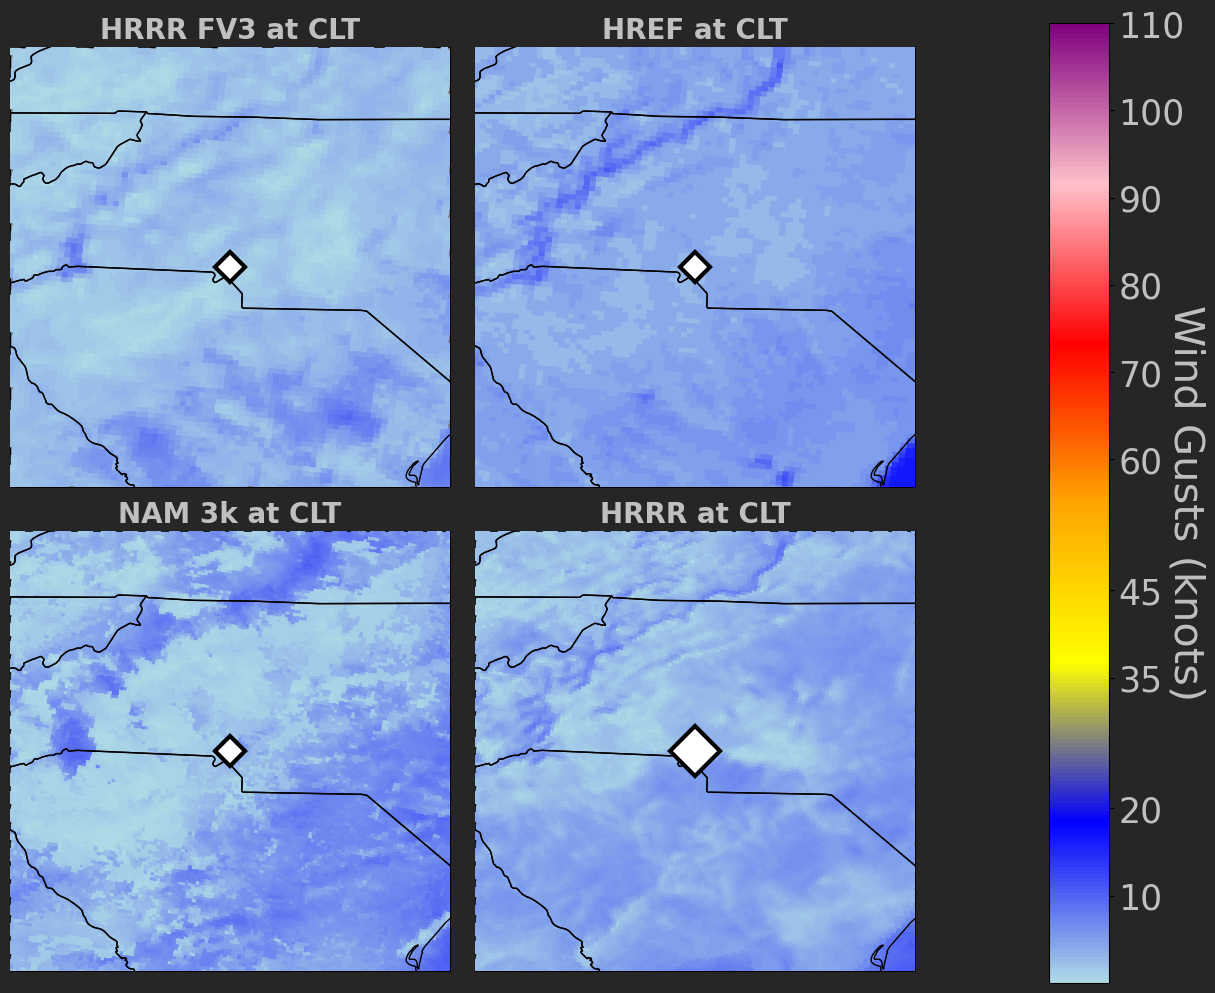 HRRR FV3 at CLT
HREF at CLT
NAM 3k at CLT
HRRR at CLT
110
100
90
80
70
60
45
35
20
10
Wind Gusts (knots)